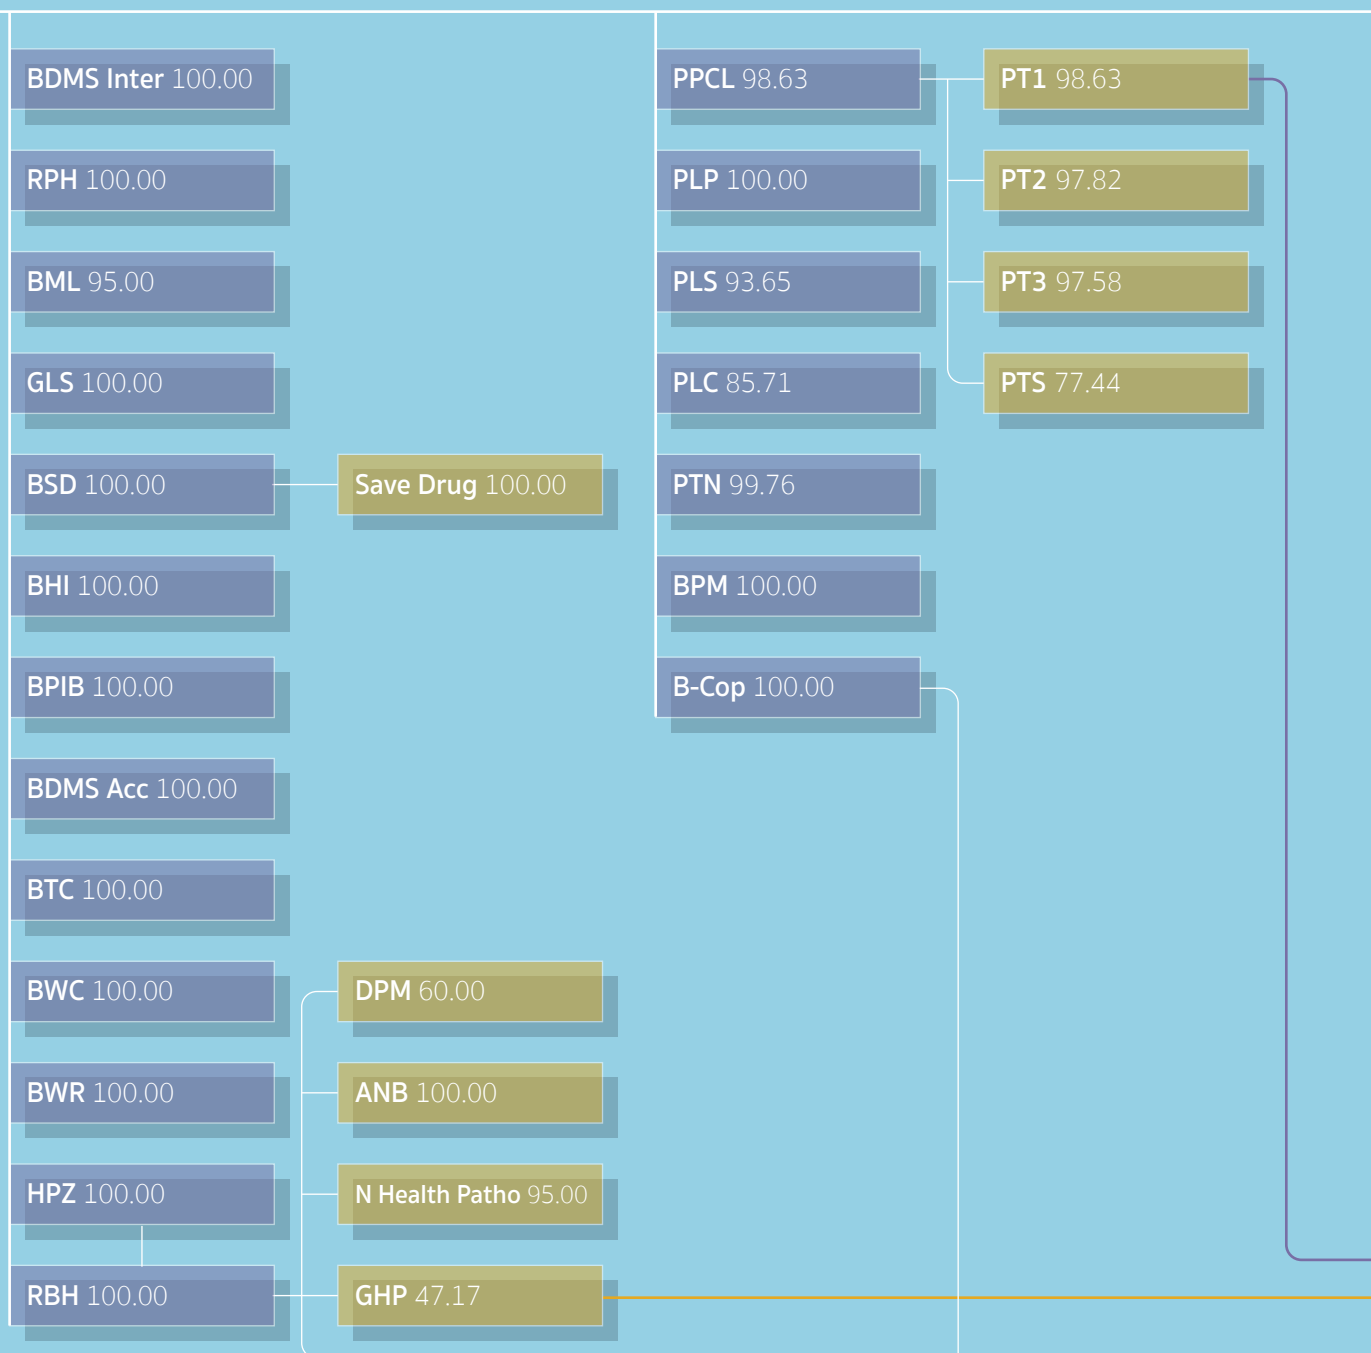 BDMS Inter 100.00
RPH 100.00
BML 95.00
GLS 100.00
BSD 100.00
Save Drug 100.00
BHI 100.00
BPIB 100.00
BDMS Acc 100.00
BTC 100.00
BWC 100.00
DPM 60.00
BWR 100.00
ANB 100.00
HPZ 100.00
N Health Patho 95.00
RBH 100.00
GHP 47.17
PPCL 98.63
PT1 98.63
PLP 100.00
PT2 97.82
PLS 93.65
PT3 97.58
PLC 85.71
PTS 77.44
PTN 99.76
BPM 100.00
B-Cop 100.00